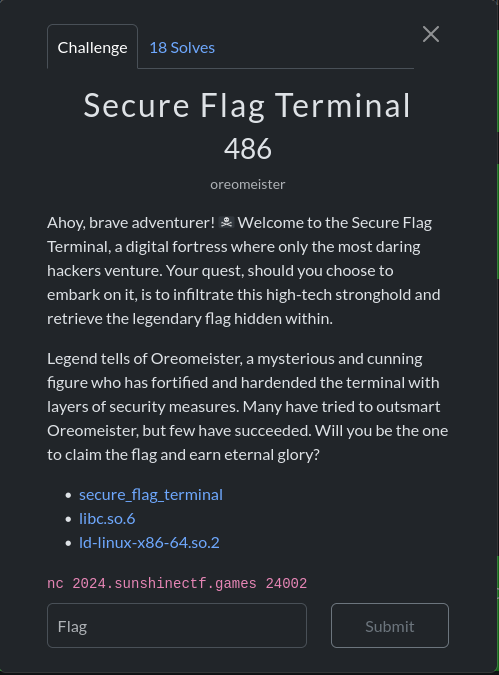 Challenge
18 Solves
Secure Flag Terminal
486
oreomeister
Ahoy, brave adventurer! ☠️ Welcome to the Secure Flag
Terminal, a digital fortress where only the most daring
hackers venture. Your quest, should you choose to
embark on it, is to infiltrate this high-tech stronghold and
retrieve the legendary flag hidden within.
Legend tells of Oreomeister, a mysterious and cunning
figure who has fortified and hardended the terminal with
layers of security measures. Many have tried to outsmart
Oreomeister, but few have succeeded. Will you be the one
to claim the flag and earn eternal glory?
• secure_flag_terminal
• libc.so.6
• ld-linux-x86-64.so.2
nc 2024.sunshinectf.games 24002
Flag
Submit